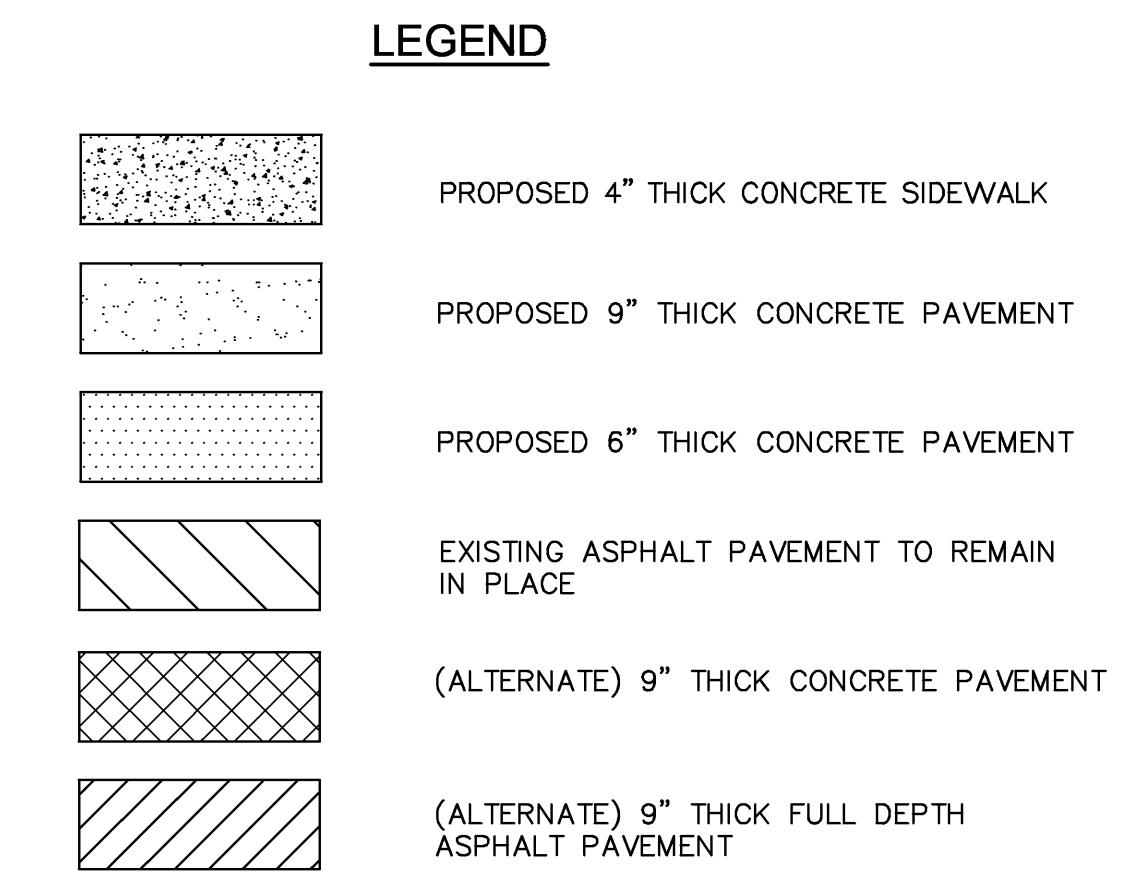 LEGEND
PROPOSED 4” THICK CONCRETE SIDEWALK
PROPOSED 9” THICK CONCRETE PAVEMENT
PROPOSED 6” THICK CONCRETE PAVEMENT
EXISTING ASPHALT PAVEMENT TO REMAIN
IN PLACE
(ALTERNATE) 9” THICK CONCRETE PAVEMENT
(ALTERNATE) 9” THICK FULL DEPTH
ASPHALT PAVEMENT